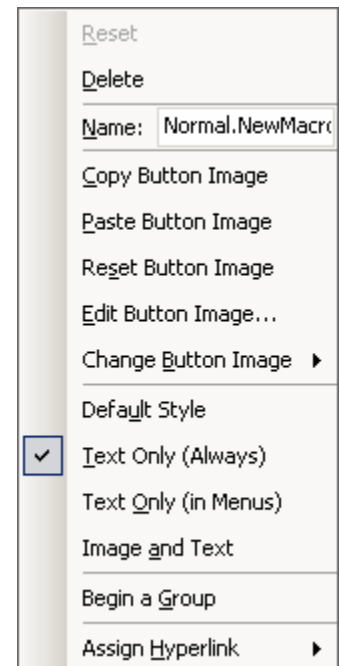 Reset
Delete
Name: Normal.NewMacr
Copy Button Image
Paste Button Image
Reset Button Image
Edit Button Image...
Change Button Image
Default Style
Text Only (Always)
Text Only (in Menus)
Image and Text
Begin a Group
Assign Hyperlink